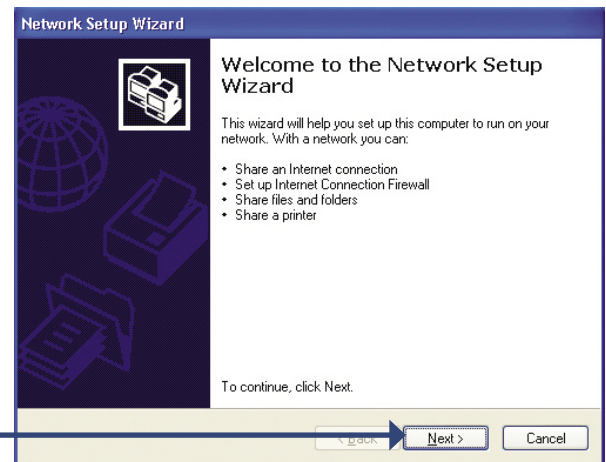 Network Setup Wizard
Welcome to the Network Setup
Wizard
This wizard will help you set up this computer to run on your
network. With a network you can:
• Share an Internet connection
• Set up Internet Connection Firewall
• Share files and folders
• Share a printer
To continue, click Next.
< Back Next > Cancel